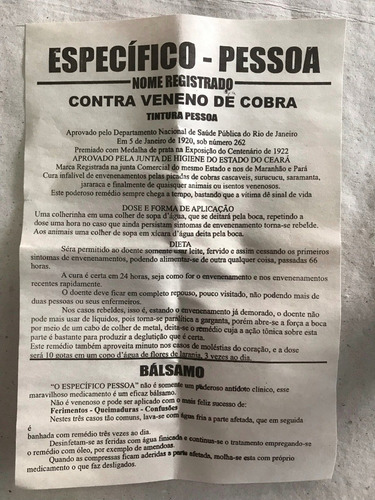 ESPECÍFICO - PESSOA
NOME REGISTRADO
CONTRA VENENO DE COBRA
TINTURA PESSOA
Aprovado pelo Departamento Nacional de Saúde Pública do Rio de Janeiro
Em 5 de Janeiro de 1920, sob número 262
Premiado com Medalha de prata na Exposição do Centenário de 1922
APROVADO PELA JUNTA DE HIGIENE DO ESTADO DO CEARÁ
Marca Registrada na junta Comercial do mesmo Estado e nos de Maranhão e Pará
Cura infalível de envenenamentos pelas picadas de cobras cascaveis, surucucu, saramanta,
jararaca e finalmente de quaisquer animais ou isentos venenosos.
Este poderoso remédio sempre chega a tempo, bastando que a vítima dê sinal de vida
DOSE E FORMA DE APLICAÇÃO
Uma colherinha em uma colher de sopa d'água, que se deitará pela boca, repetindo a
dose uma hora no caso que ainda persistam sintomas de envenenamento torna-se rebelde.
Aos animais uma colher de sopa em xícara d'água deita pela boca.
DIETA
Séra permitido ao doente somente usar leite, fervido e assim cessando os primeiros
sintomas de envenenamentos, podendo alimentar-se de outra qualquer coisa, passadas 66
horas.
A cura é certa em 24 horas, seja como for o envenenamento e nos envenenamentos
recentes rapidamente.
O doente deve ficar em completo repouso, pouco visitado, não podendo mais de
duas pessoas ou seus enfermeiros.
Nos casos rebeldes, isso é, estando o envenenamento já demorado, o doente não
pode mais usar de líquidos, pois torna-se paralítica a garganta, porém abre-se a força a boca
por meio de um cabo de colher de metal, deita-se o remédio cuja a ação tônica sobre esta
parte é bastante para produzir a deglutição que é certa.
Este remédio também aproveita minuto nos casos de moléstias do coração, e a dose
será 10 gotas em um copo d'água de flores de laranja, 3 vezes ao dia.
BÁLSAMO
"O ESPECÍFICO PESSOA" não é somente um poderoso antídoto clínico, esse
maravilhoso medicamento é um eficaz bálsamo.
Não é venenoso e pode ser aplicado com o mais feliz sucesso de:
Ferimentos - Queimaduras - Confusões
Nestes três casos tão comuns, lava-se com água fria a parte afetada, que em seguida
é
banhada com remédio três vezes ao dia.
Desinfetam-se as feridas com água finicada e continua-se o tratamento empregando-se
o remédio com óleo, por exemplo de amendoas.
Quando as compressas ficam aderidas a parte afetada, molha-se esta com próprio
medicamento o que faz desligados.